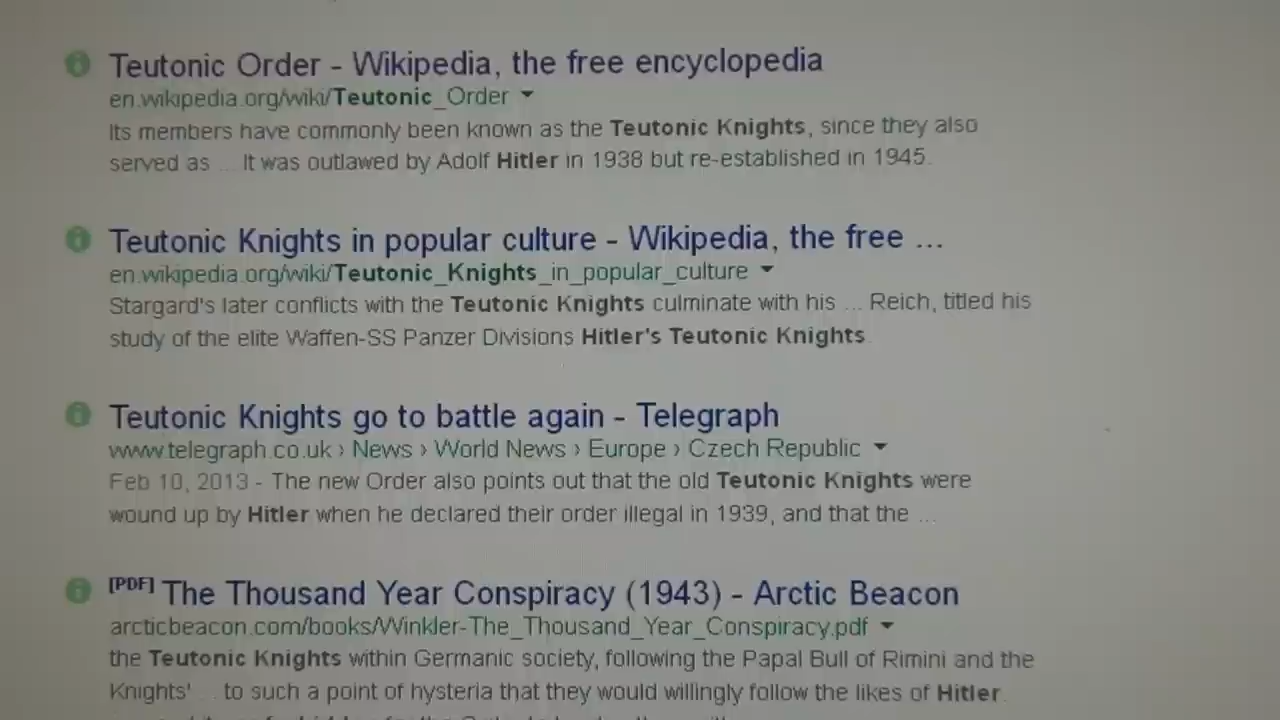 Teutonic Order - Wikipedia, the free encyclopedia
en.wikipedia.org/wiki/Teutonic_Order
Its members have commonly been known as the Teutonic Knights, since they also
served as ... It was outlawed by Adolf Hitler in 1938 but re-established in 1945.
Teutonic Knights in popular culture - Wikipedia, the free ...
en.wikipedia.org/wiki/Teutonic_Knights_in_popular_culture
Stargard's later conflicts with the Teutonic Knights culminate with his ... Reich, titled his
study of the elite Waffen-SS Panzer Divisions Hitler's Teutonic Knights.
Teutonic Knights go to battle again - Telegraph
www.telegraph.co.uk › News › World News › Europe › Czech Republic
Feb 10, 2013 - The new Order also points out that the old Teutonic Knights were
wound up by Hitler when he declared their order illegal in 1939, and that the ...
[PDF] The Thousand Year Conspiracy (1943) - Arctic Beacon
arcticbeacon.com/books/Winkler-The_Thousand_Year_Conspiracy.pdf
the Teutonic Knights within Germanic society, following the Papal Bull of Rimini and the
Knights' ... to such a point of hysteria that they would willingly follow the likes of Hitler.